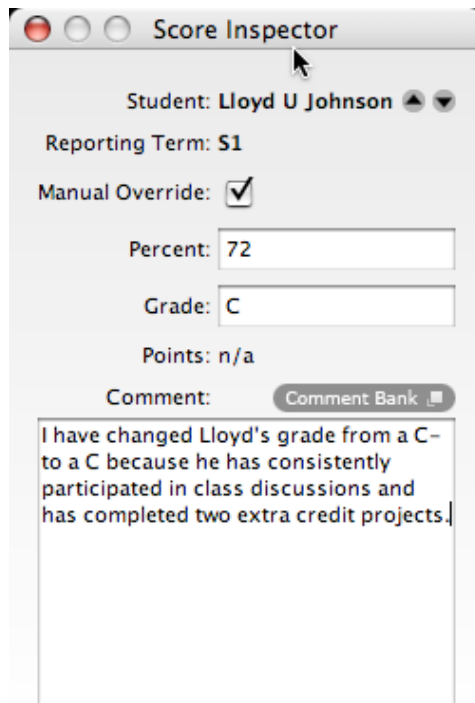 Score Inspector
Student: Lloyd U Johnson
Reporting Term: S1
Manual Override:
Percent: 72
Grade: C
Points: n/a
Comment: Comment Bank
I have changed Lloyd's grade from a C-
to a C because he has consistently
participated in class discussions and
has completed two extra credit projects.